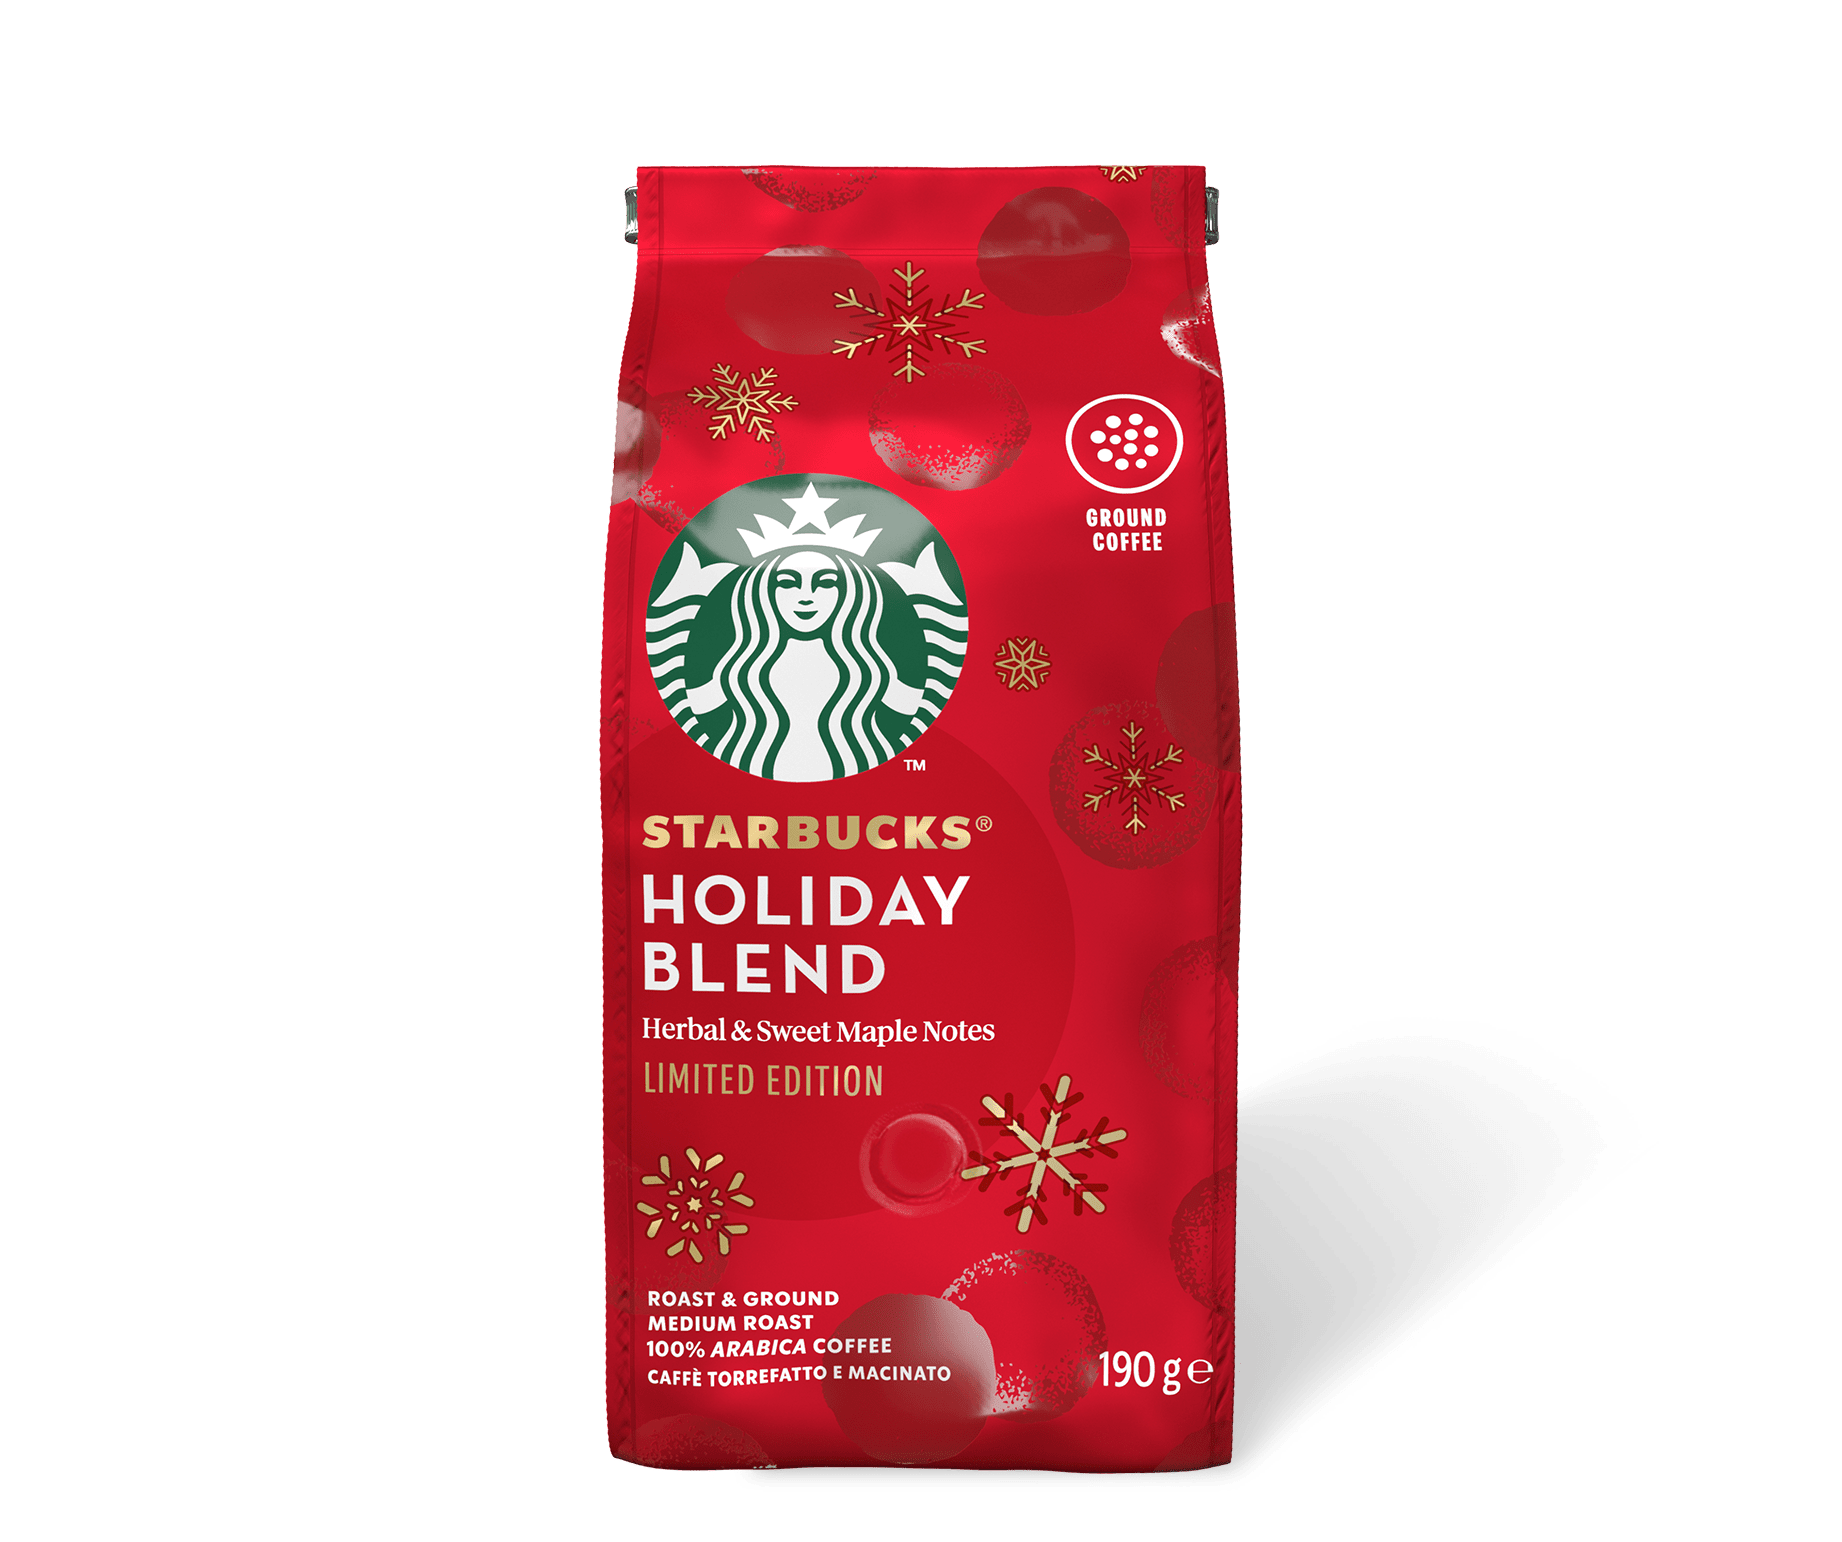 GROUND
COFFEE
TM
STARBUCKS®
HOLIDAY
BLEND
Herbal & Sweet Maple Notes
LIMITED EDITION
ROAST & GROUND
MEDIUM ROAST
100% ARABICA COFFEE
CAFFÈ TORREFATTO E MACINATO
190 g ℮